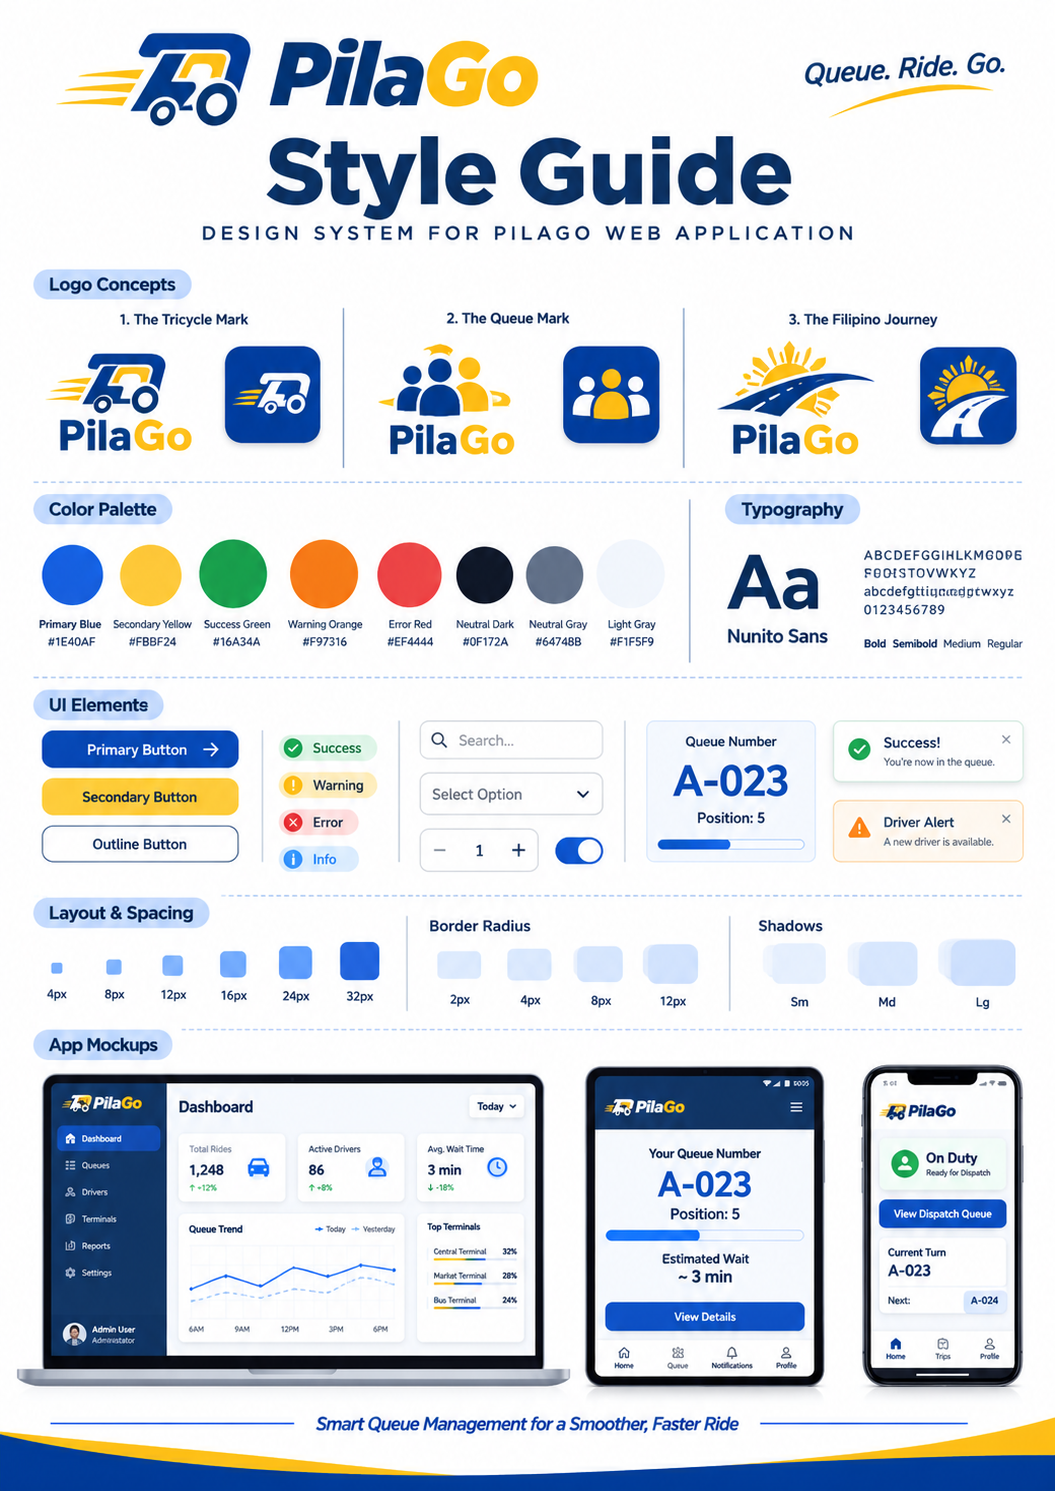 PilaGo
Queue. Ride. Go.
Style Guide
DESIGN SYSTEM FOR PILAGO WEB APPLICATION
Logo Concepts
1. The Tricycle Mark
PilaGo
2. The Queue Mark
PilaGo
3. The Filipino Journey
PilaGo
Color Palette
Primary Blue
#1E40AF
Secondary Yellow
#FBBF24
Success Green
#16A34A
Warning Orange
#F97316
Error Red
#EF4444
Neutral Dark
#0F172A
Neutral Gray
#64748B
Light Gray
#F1F5F9
Typography
Aa
Nunito Sans
0123456789
Bold Semibold Medium Regular
UI Elements
Primary Button →
Secondary Button
Outline Button
Success
Warning
Error
Info
Search...
Select Option
− 1 +
Queue Number
A-023
Position: 5
Success!
You're now in the queue.
Driver Alert
A new driver is available.
Layout & Spacing
4px 8px 12px 16px 24px 32px
Border Radius
2px 4px 8px 12px
Shadows
Sm Md Lg
App Mockups
PilaGo
Dashboard
Queues
Drivers
Terminals
Reports
Settings
Admin User
Administator
Dashboard
Today
Total Rides
1,248
↑ +12%
Active Drivers
86
↑ +8%
Avg. Wait Time
3 min
↓ -18%
Queue Trend
Today Yesterday
6AM 9AM 12PM 3PM 6PM
Top Terminals
Central Terminal 32%
Market Terminal 28%
Bus Terminal 24%
PilaGo
Your Queue Number
A-023
Position: 5
Estimated Wait
~ 3 min
View Details
Home Queue Notifications Profile
PilaGo
On Duty
Ready for Dispatch
View Dispatch Queue
Current Turn
A-023
Next: A-024
Home Trips Profile
Smart Queue Management for a Smoother, Faster Ride